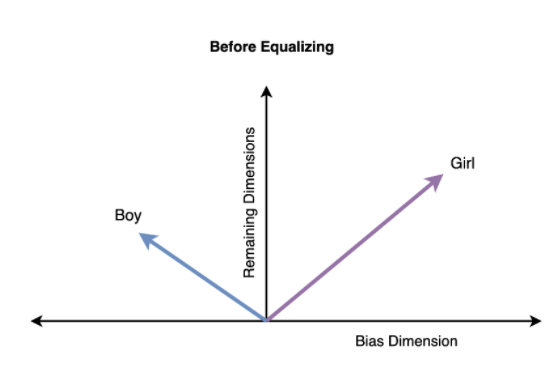 Before Equalizing
Girl
Boy
Remaining Dimensions
Bias Dimension